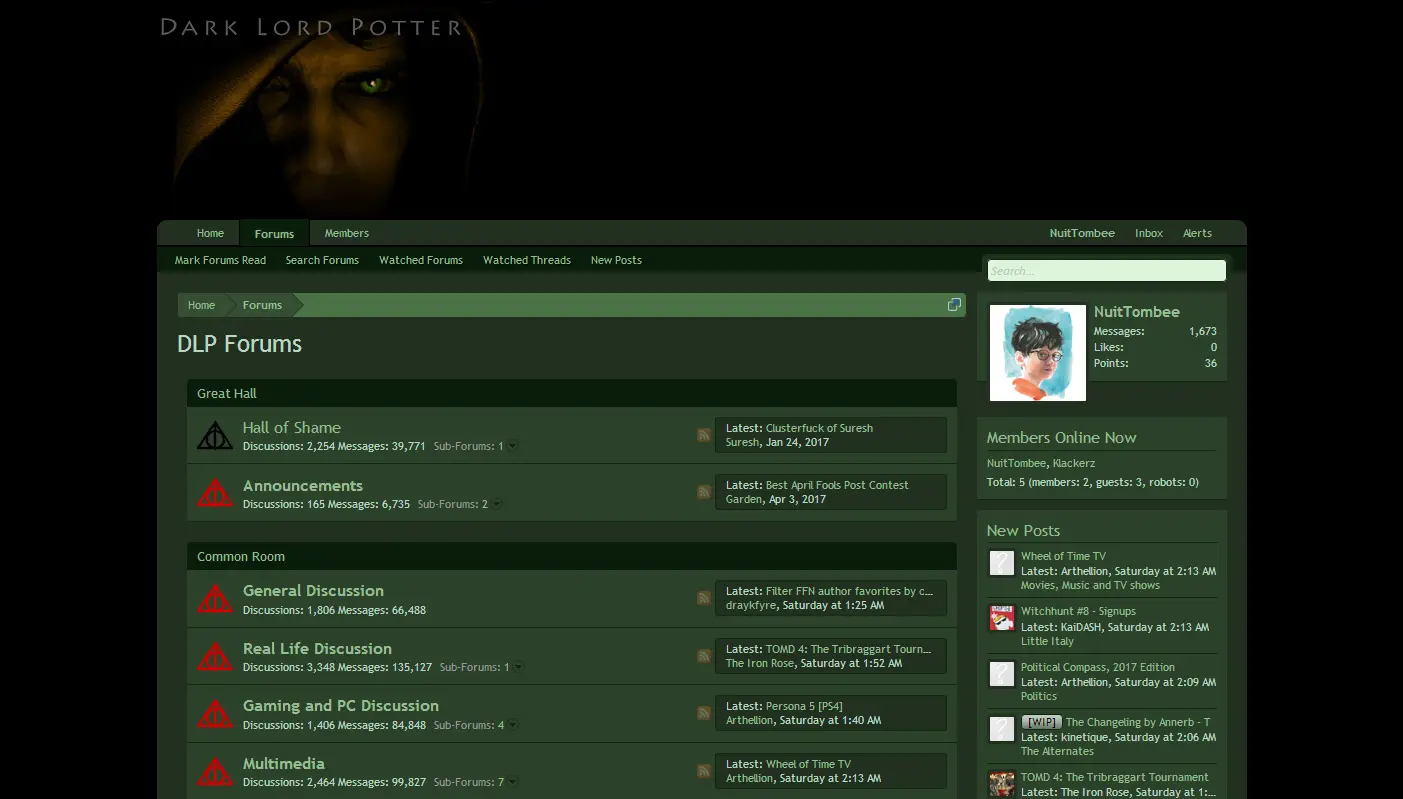 DARK LORD POTTER
Home Forums Members NuitTombee Inbox Alerts
Mark Forums Read Search Forums Watched Forums Watched Threads New Posts
Search...
Home Forums
DLP Forums
Great Hall
Hall of Shame
Discussions: 2,254 Messages: 39,771 Sub-Forums: 1
Latest: Clusterfuck of Suresh
Suresh, Jan 24, 2017
Announcements
Discussions: 165 Messages: 6,735 Sub-Forums: 2
Latest: Best April Fools Post Contest
Garden, Apr 3, 2017
Common Room
General Discussion
Discussions: 1,806 Messages: 66,488
Latest: Filter FFN author favorites by c...
draykfyre, Saturday at 1:25 AM
Real Life Discussion
Discussions: 3,348 Messages: 135,127 Sub-Forums: 1
Latest: TOMD 4: The Tribraggart Tourn...
The Iron Rose, Saturday at 1:52 AM
Gaming and PC Discussion
Discussions: 1,406 Messages: 84,848 Sub-Forums: 4
Latest: Persona 5 [PS4]
Arthellion, Saturday at 1:40 AM
Multimedia
Discussions: 2,464 Messages: 99,827 Sub-Forums: 7
Latest: Wheel of Time TV
Arthellion, Saturday at 2:13 AM
NuitTombee
Messages: 1,673
Likes: 0
Points: 36
Members Online Now
NuitTombee, Klackerz
Total: 5 (members: 2, guests: 3, robots: 0)
New Posts
Wheel of Time TV
Latest: Arthellion, Saturday at 2:13 AM
Movies, Music and TV shows
Witchhunt #8 - Signups
Latest: KaiDASH, Saturday at 2:13 AM
Little Italy
Political Compass, 2017 Edition
Latest: Arthellion, Saturday at 2:09 AM
Politics
[WIP] The Changeling by Annerb - T
Latest: kinetique, Saturday at 2:06 AM
The Alternates
TOMD 4: The Tribraggart Tournament
Latest: The Iron Rose, Saturday at 1:...